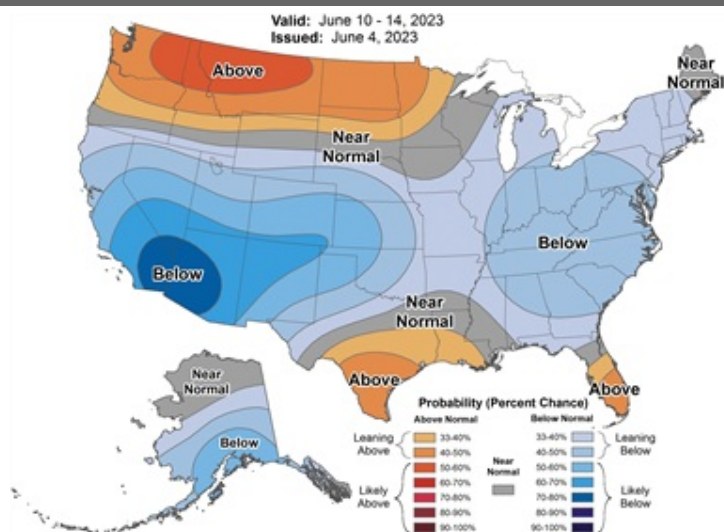 Valid: June 10 - 14, 2023
Issued: June 4, 2023
Above
Near
Normal
Near
Normal
Below
Below
Near
Normal
Above
Above
Near
Normal
Below
Probability (Percent Chance)
Above Normal
Below Normal
Leaning
Above
33-40%
40-50%
Likely
Above
50-60%
60-70%
70-80%
80-90%
90-100%
Near
Normal
33-40%
40-50%
Leaning
Below
50-60%
60-70%
70-80%
80-90%
90-100%
Likely
Below